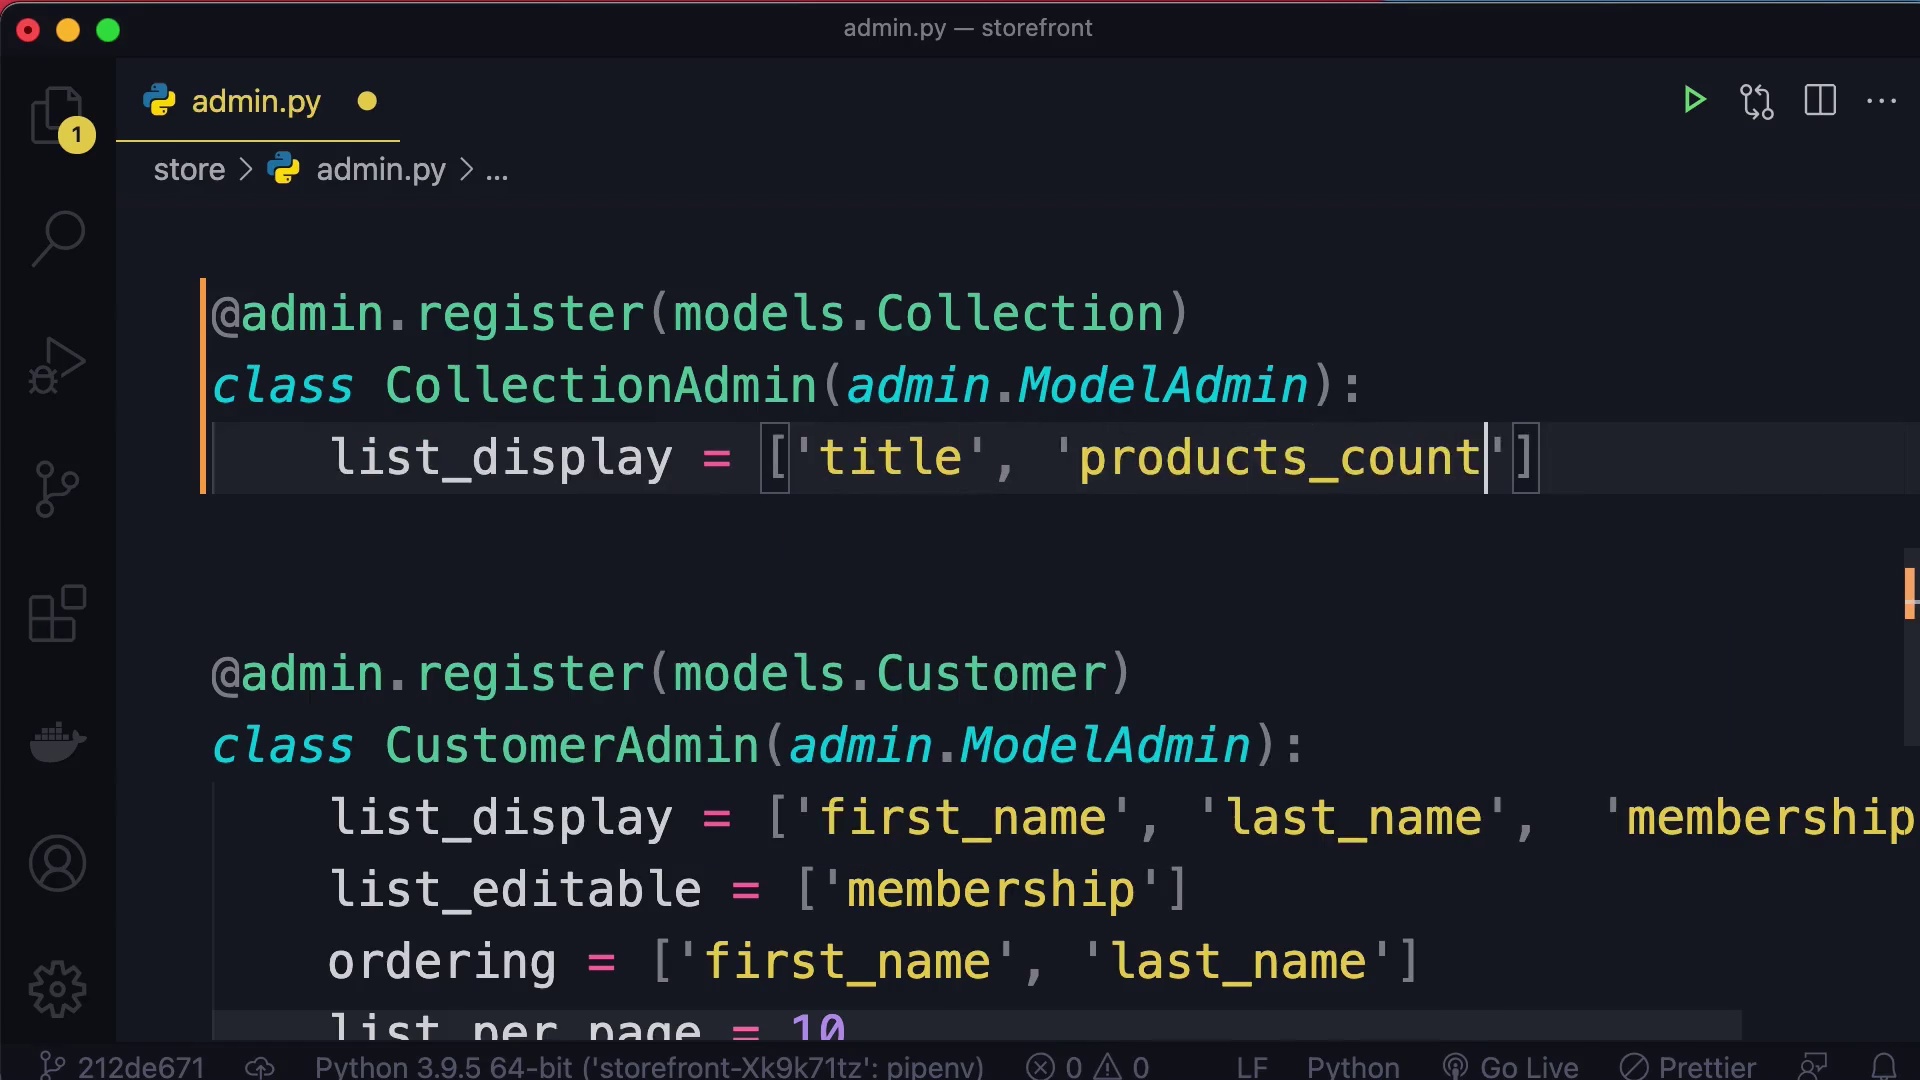 admin.py — storefront
admin.py
1
store > admin.py > ...
@admin.register(models.Collection)
class CollectionAdmin(admin.ModelAdmin):
list_display = ['title', 'products_count']
@admin.register(models.Customer)
class CustomerAdmin(admin.ModelAdmin):
list_display = ['first_name', 'last_name', 'membership
list_editable = ['membership']
ordering = ['first_name', 'last_name']
list_per_page = 10
212de671 Python 3.9.5 64-bit ('storefront-Xk9k71tz': pipenv) 0 0 LF Python Go Live Prettier